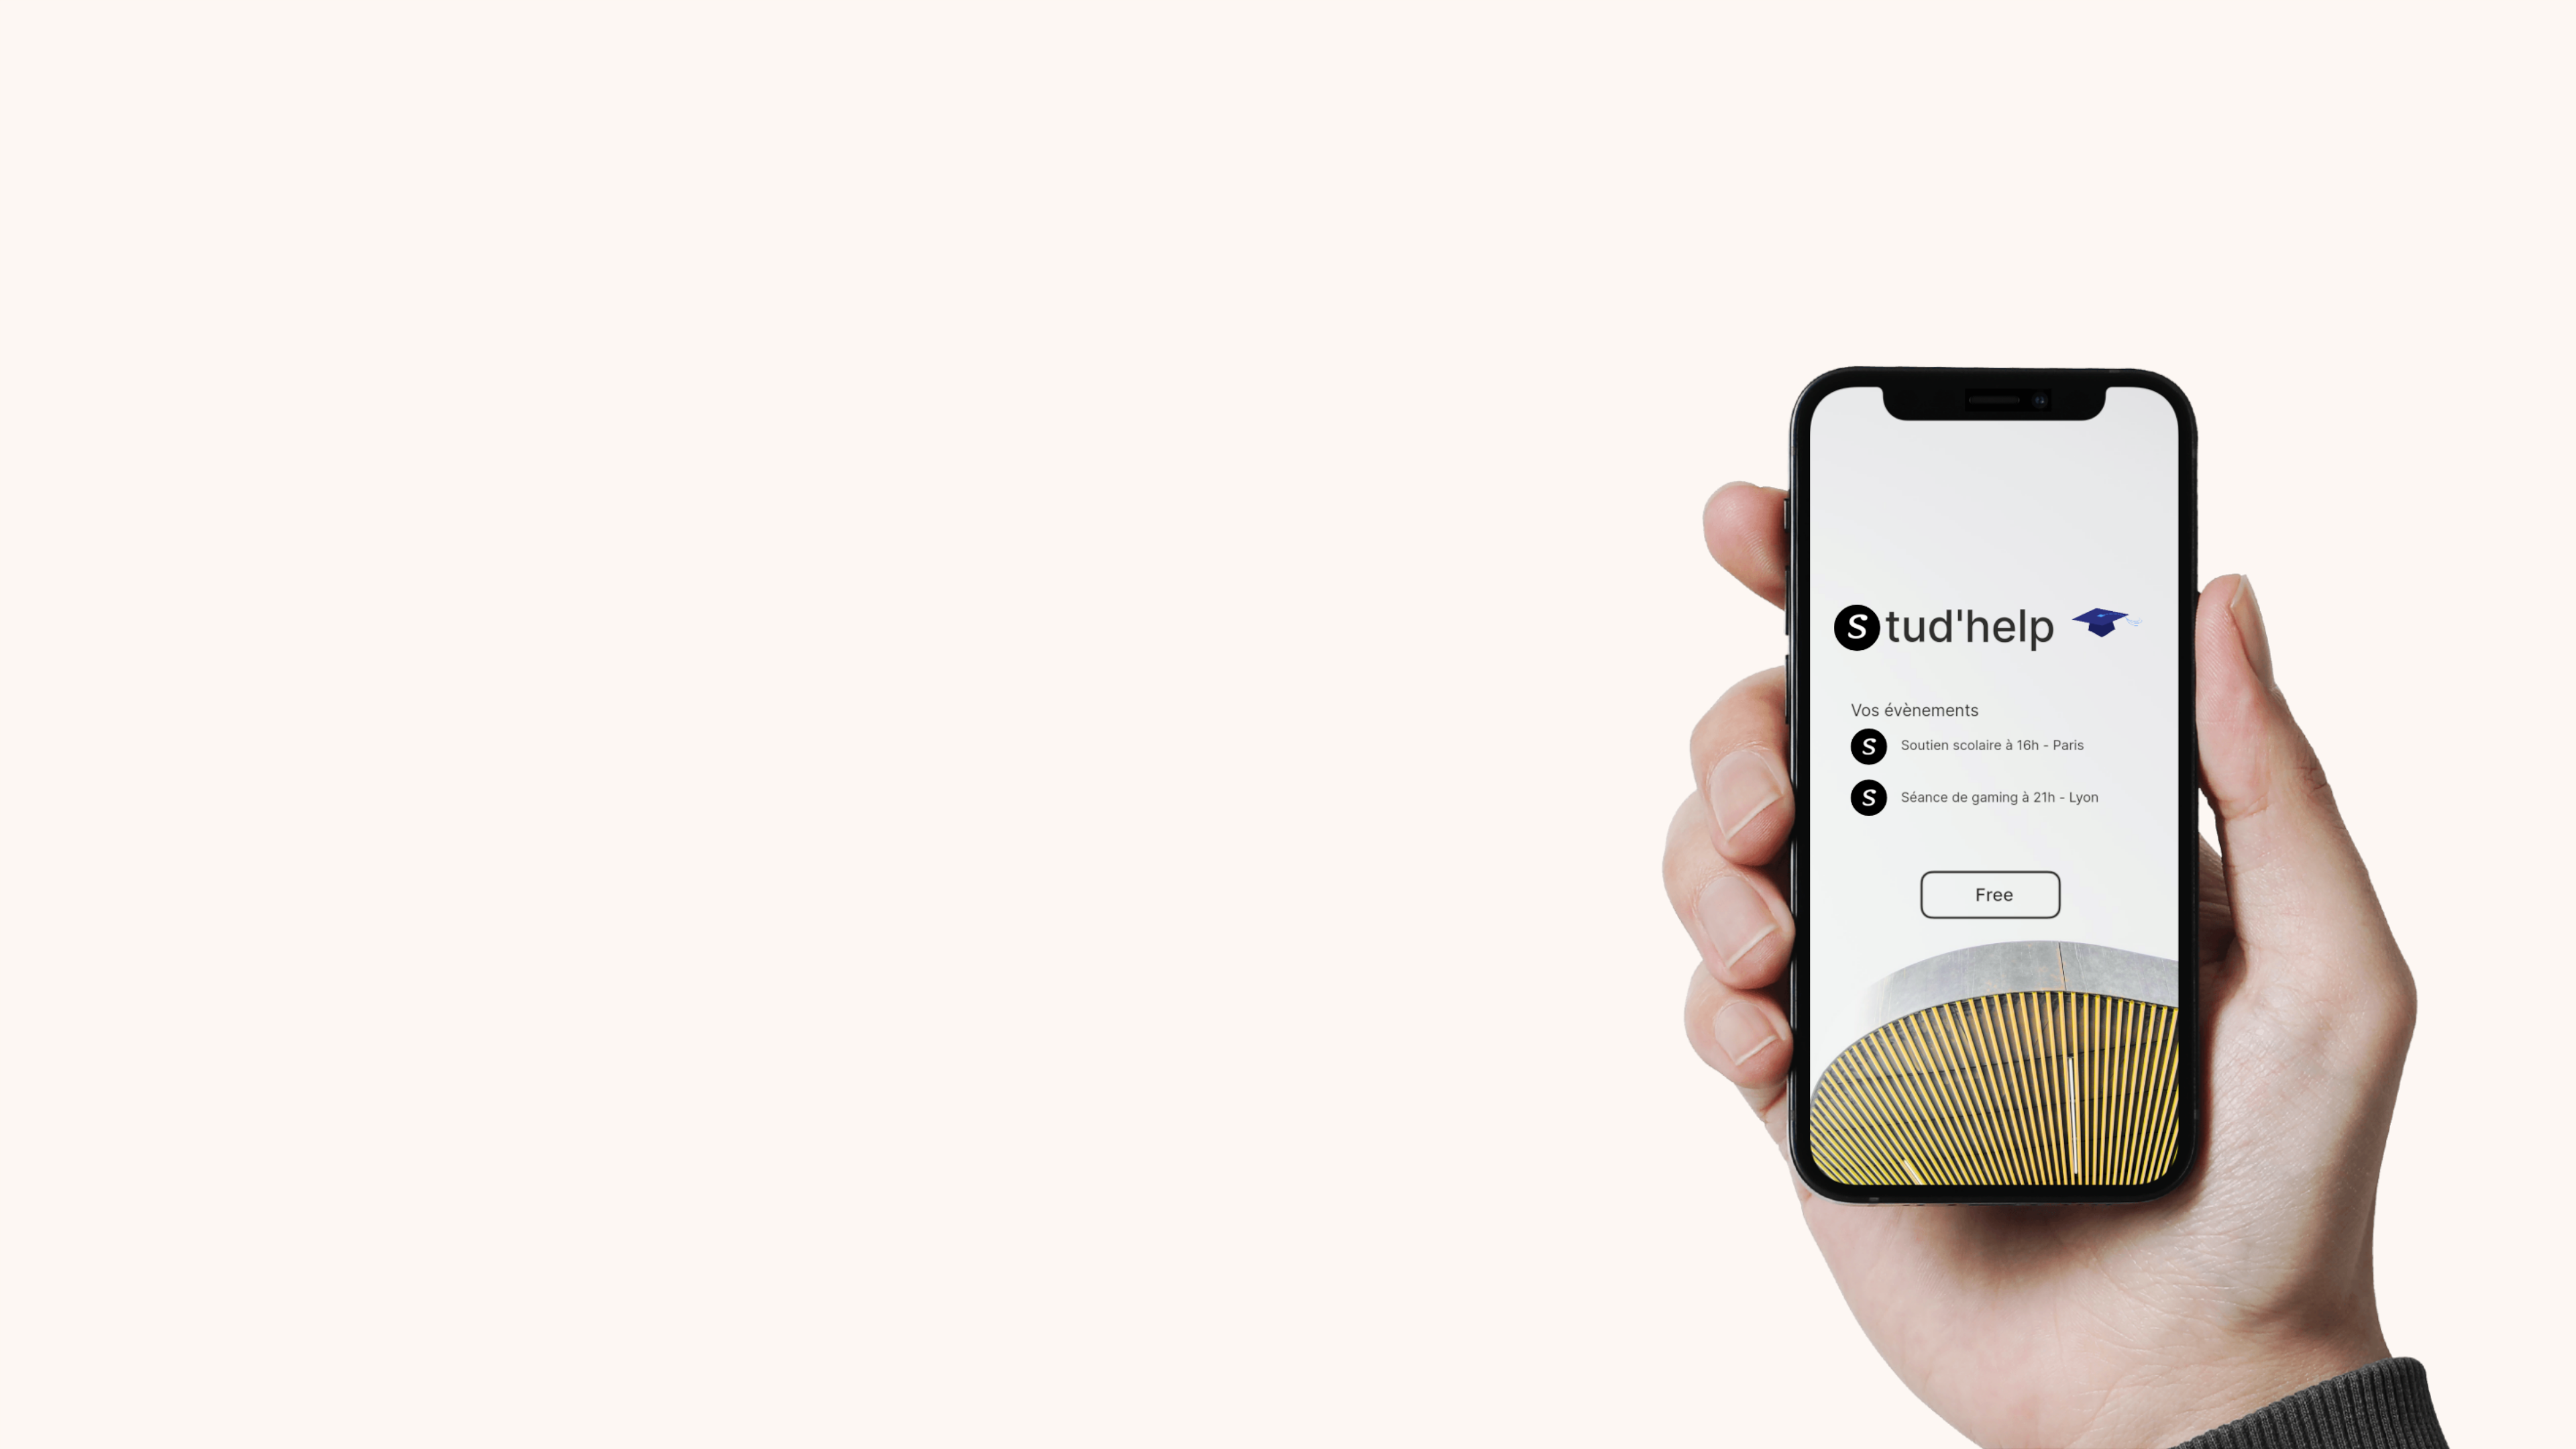 Stud'help
Vos évènements
S Soutien scolaire à 16h - Paris
S Séance de gaming à 21h - Lyon
Free